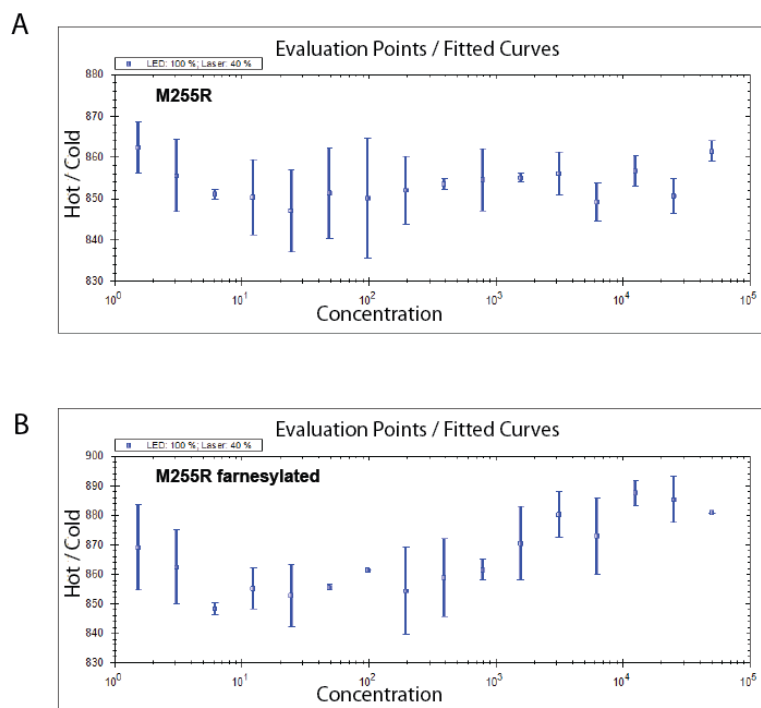 A
Evaluation Points / Fitted Curves
LED: 100 %; Laser: 40 %
M255R
880
870
860
850
840
830
Hot / Cold
10^0 10^1 10^2 10^3 10^4 10^5
Concentration
B
Evaluation Points / Fitted Curves
LED: 100 %; Laser: 40 %
M255R farnesylated
900
890
880
870
860
850
840
830
Hot / Cold
10^0 10^1 10^2 10^3 10^4 10^5
Concentration